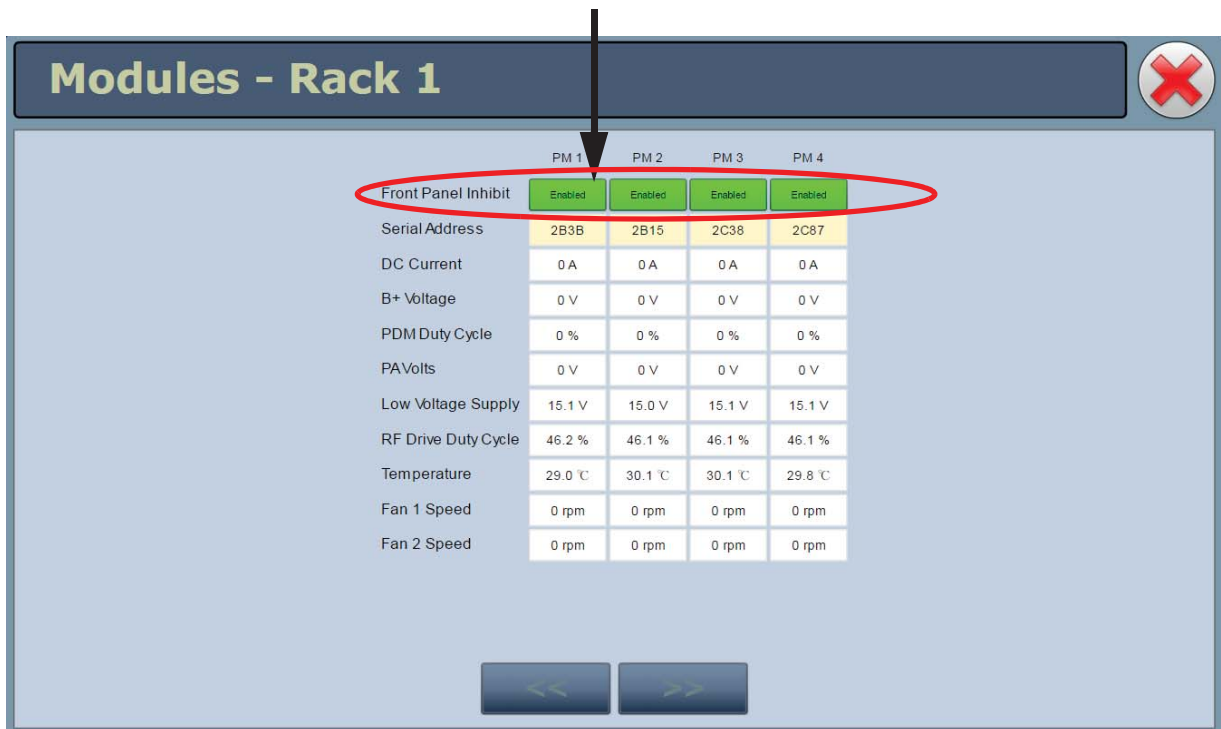 Modules - Rack 1
PM 1 PM 2 PM 3 PM 4
Front Panel Inhibit Enabled Enabled Enabled Enabled
Serial Address 2B3B 2B15 2C38 2C87
DC Current 0 A 0 A 0 A 0 A
B+ Voltage 0 V 0 V 0 V 0 V
PDM Duty Cycle 0 % 0 % 0 % 0 %
PA Volts 0 V 0 V 0 V 0 V
Low Voltage Supply 15.1 V 15.0 V 15.1 V 15.1 V
RF Drive Duty Cycle 46.2 % 46.1 % 46.1 % 46.1 %
Temperature 29.0 ℃ 30.1 ℃ 30.1 ℃ 29.8 ℃
Fan 1 Speed 0 rpm 0 rpm 0 rpm 0 rpm
Fan 2 Speed 0 rpm 0 rpm 0 rpm 0 rpm
<< >>